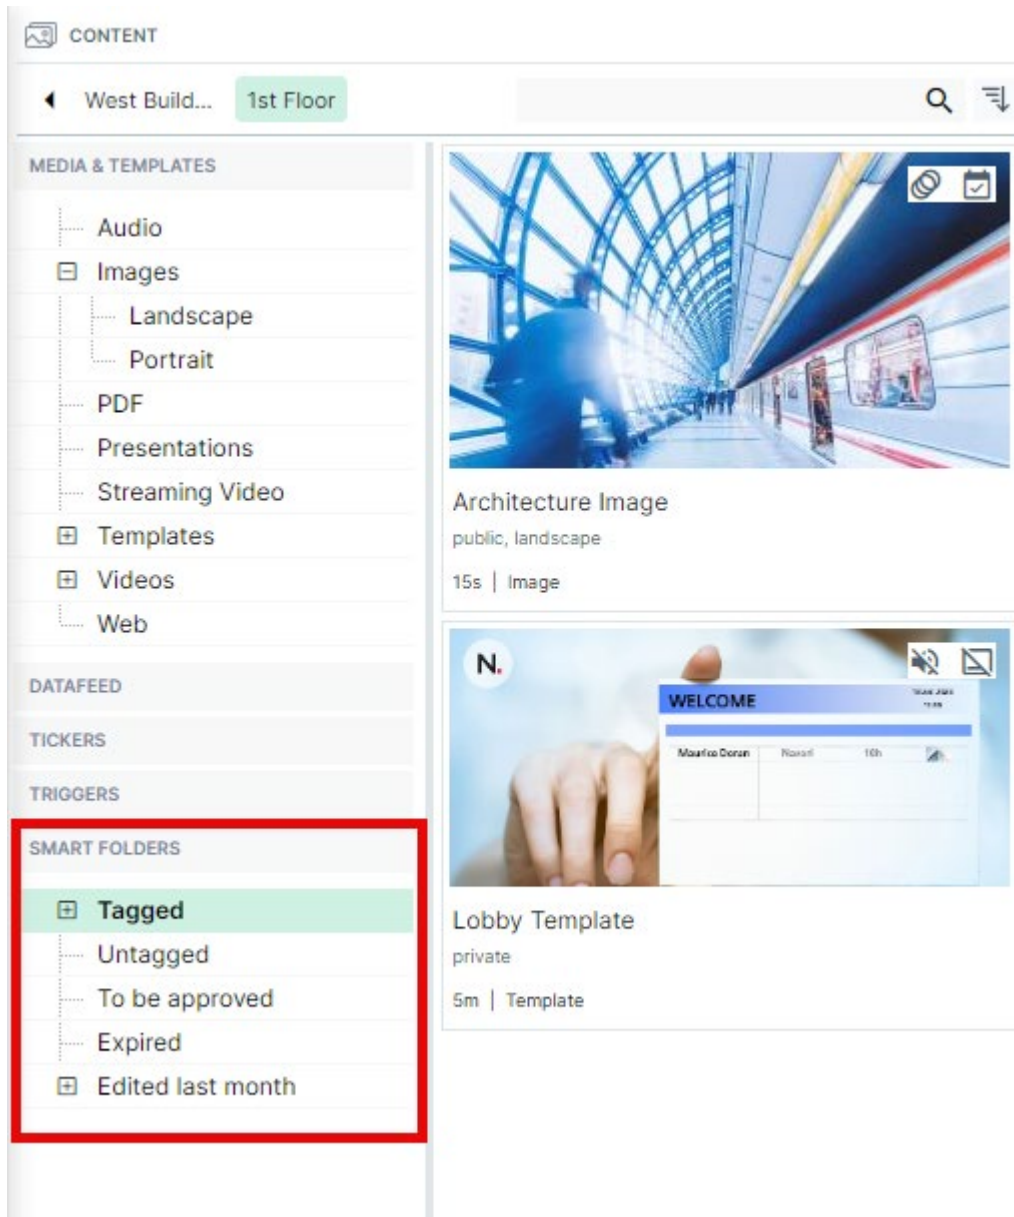 CONTENT
West Build... 1st Floor
MEDIA & TEMPLATES
Audio
Images
Landscape
Portrait
PDF
Presentations
Streaming Video
Templates
Videos
Web
DATAFEED
TICKERS
TRIGGERS
SMART FOLDERS
Tagged
Untagged
To be approved
Expired
Edited last month
Architecture Image
public, landscape
15s | Image
N.
WELCOME
Maurice Doran Navori 10h
Lobby Template
private
5m | Template